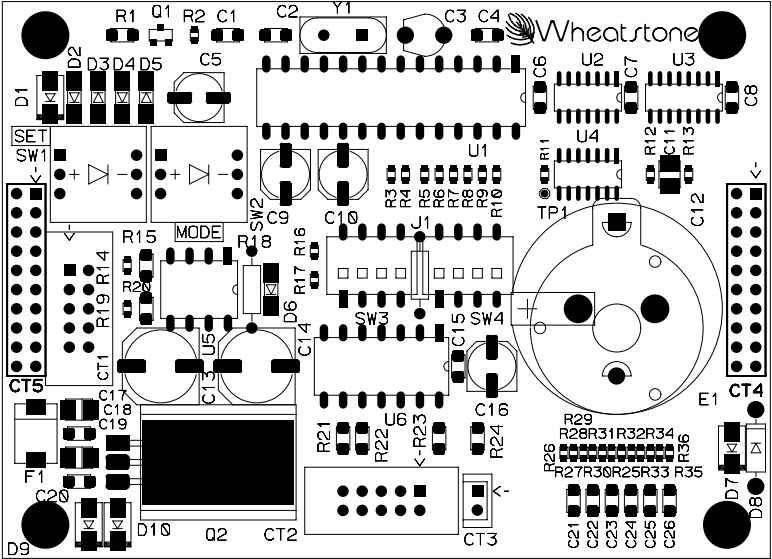 R1 Q1 R2 C1 C2 Y1 C3 C4 Wheatstone
D1 D2 D3 D4 D5 C5 C6 U2 C7 U3 C8
SET
SW1
U1 U4 R11 R12 C11 R13
R3 R4 R5 R6 R7 R8 R9 R10
C9 C10 TP1 C12
MODE SW2 J1
R15 R18 R16
R14
R20 R17
R19 D6
SW3 SW4
CT1 U5 C13 C14 C15
CT5 C17 CT4
C18 C16 E1
C19 U6
R21 R22 R23 R24
R29
R28 R31 R32 R34
R26 R36
F1 R27 R30 R25 R33 R35
C20 D7 D8
D9 D10 Q2 CT2 CT3 C21 C22 C23 C24 C25 C26